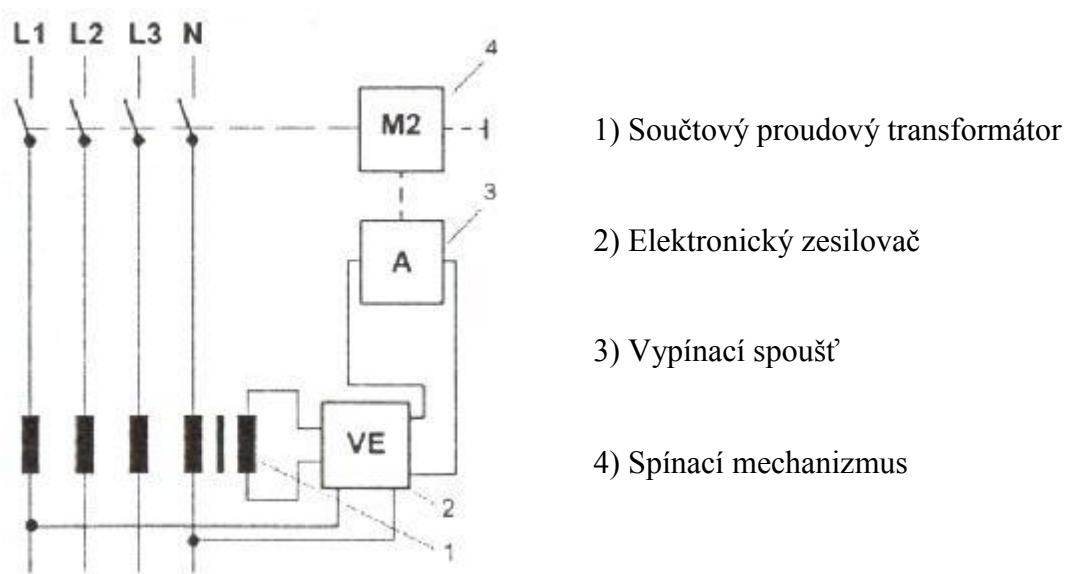 L1 L2 L3 N
4
M2
3
A
VE
2
1
1) Součtový proudový transformátor
2) Elektronický zesilovač
3) Vypínací spoušť
4) Spínací mechanizmus